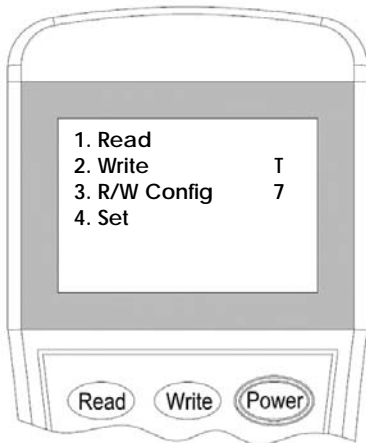 1. Read
2. Write T
3. R/W Config 7
4. Set
Read Write Power